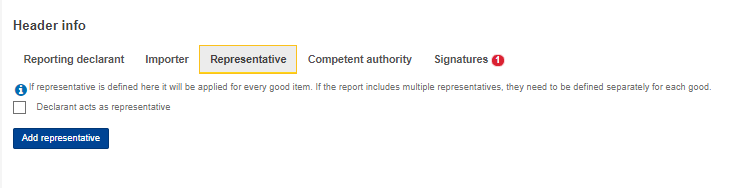 Header info
Reporting declarant Importer Representative Competent authority Signatures 1
If representative is defined here it will be applied for every good item. If the report includes multiple representatives, they need to be defined separately for each good.
Declarant acts as representative
Add representative